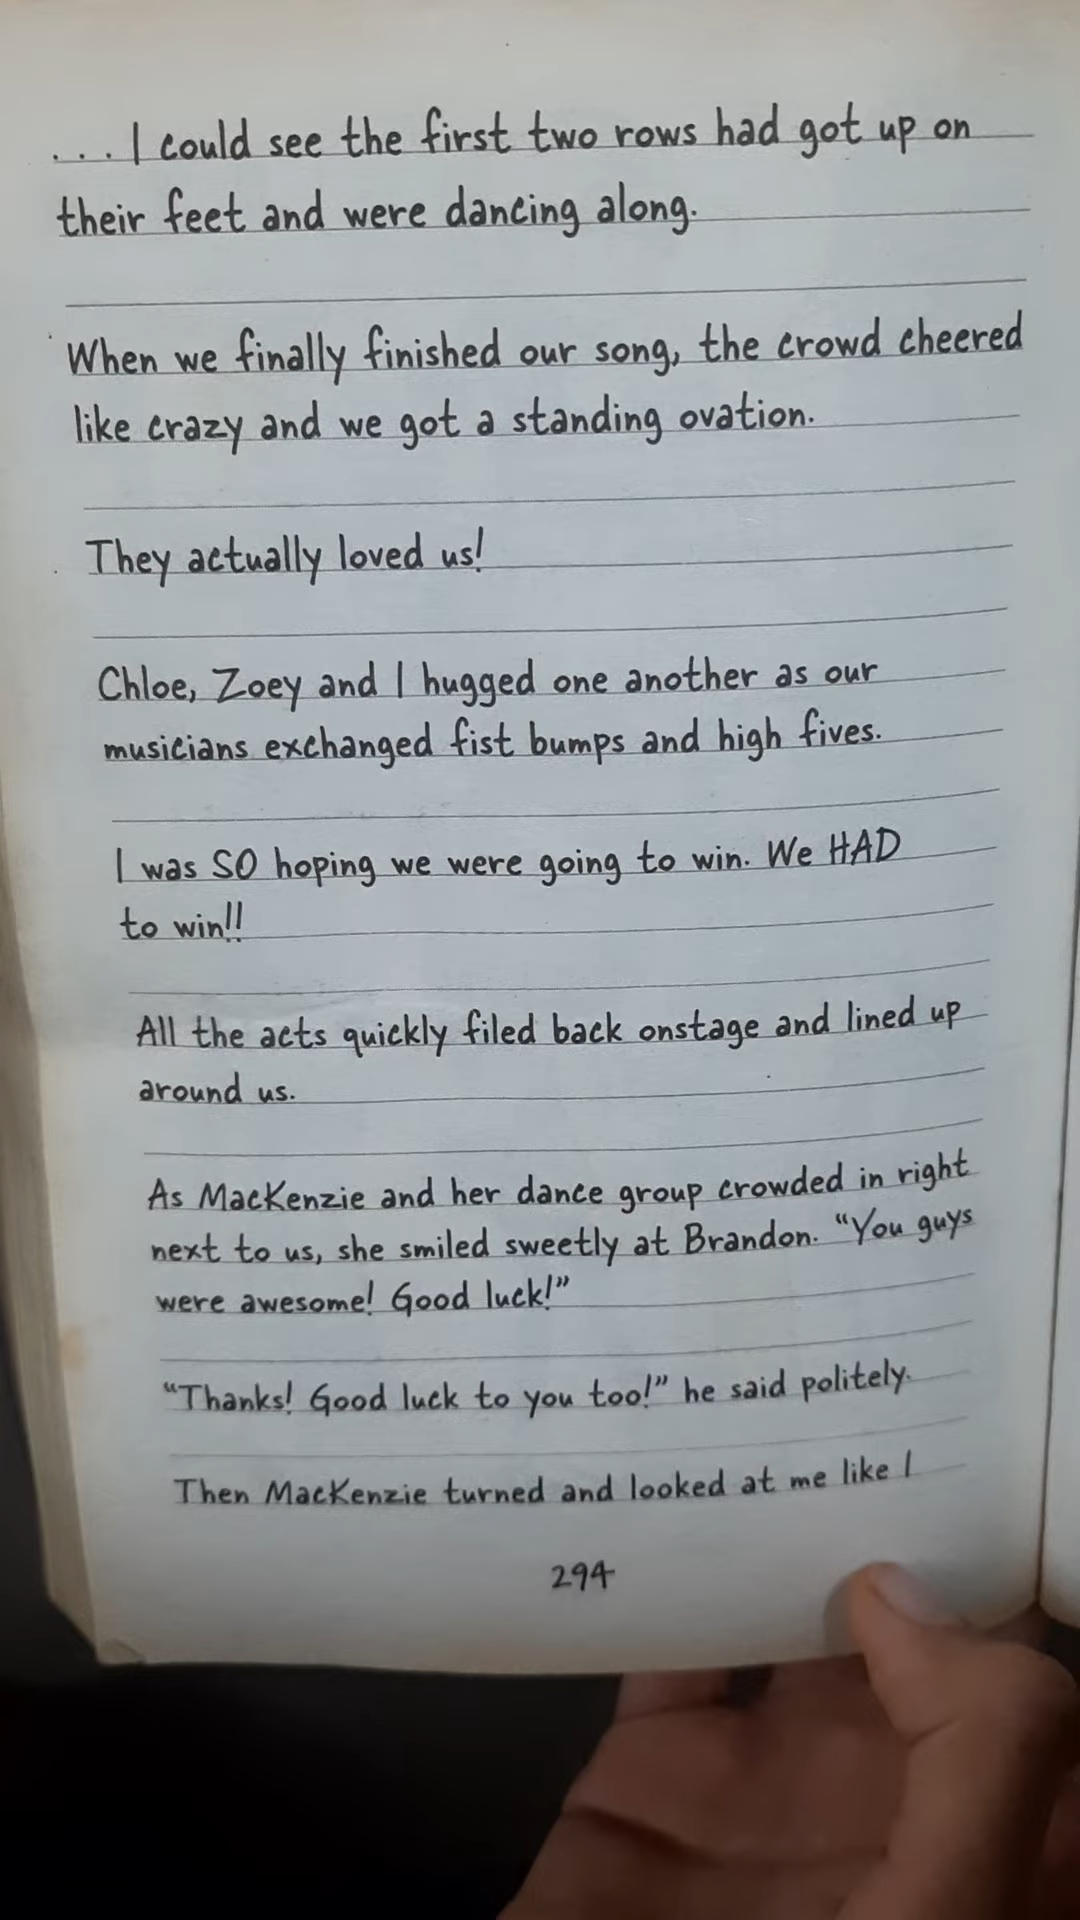 ... I could see the first two rows had got up on
their feet and were dancing along.
When we finally finished our song, the crowd cheered
like crazy and we got a standing ovation.
They actually loved us!
Chloe, Zoey and I hugged one another as our
musicians exchanged fist bumps and high fives.
I was SO hoping we were going to win. We HAD
to win!!
All the acts quickly filed back onstage and lined up
around us.
As MacKenzie and her dance group crowded in right
next to us, she smiled sweetly at Brandon. “You guys
were awesome! Good luck!”
“Thanks! Good luck to you too!” he said politely.
Then MacKenzie turned and looked at me like I
294